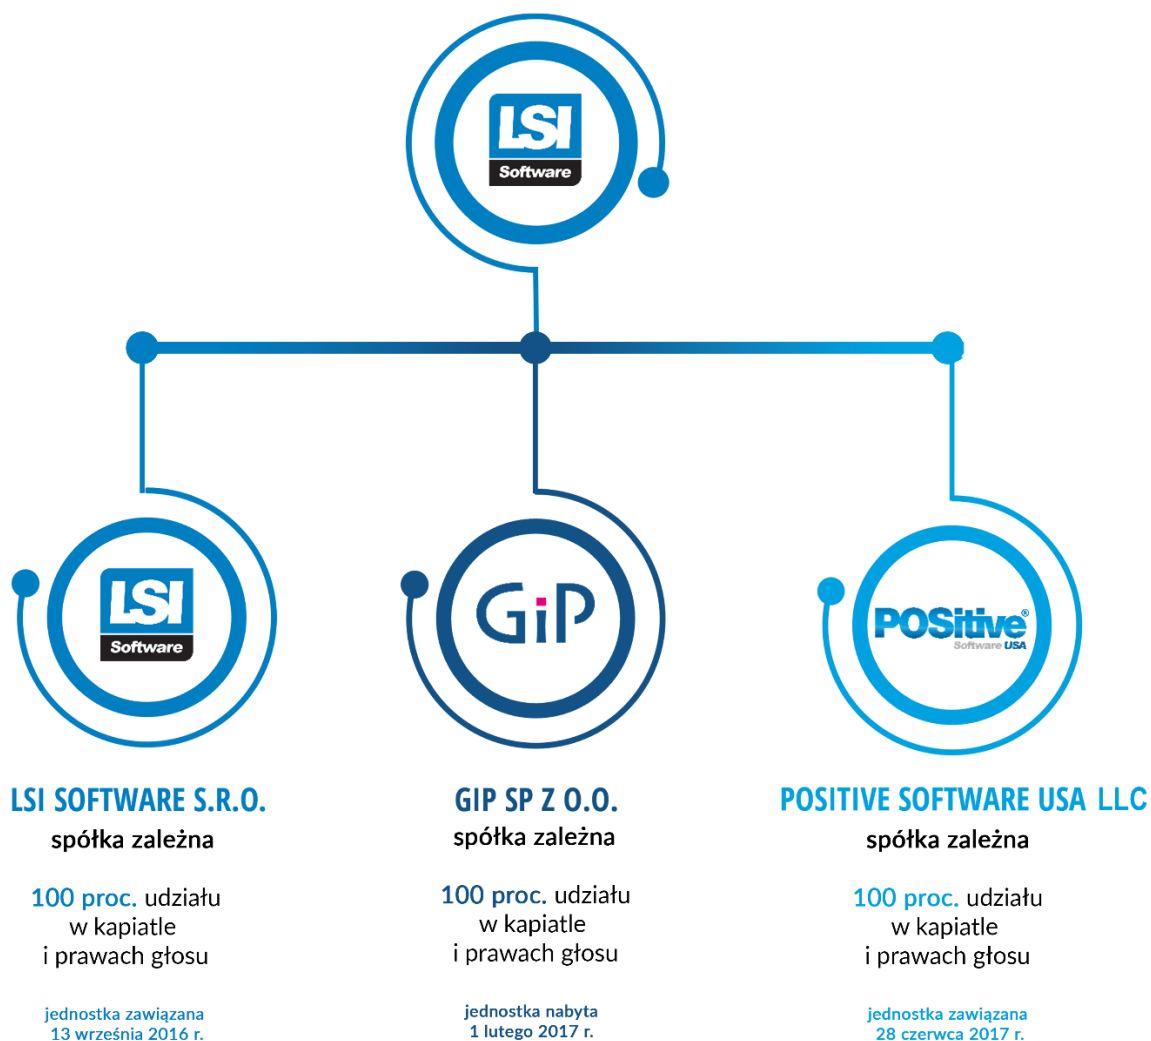 LSI
Software
LSI
Software
GiP
POSitive®
Software USA
LSI SOFTWARE S.R.O.
spółka zależna
100 proc. udziału
w kapiatle
i prawach głosu
jednostka zawiązana
13 września 2016 r.
GIP SP Z O.O.
spółka zależna
100 proc. udziału
w kapiatle
i prawach głosu
jednostka nabyta
1 lutego 2017 r.
POSITIVE SOFTWARE USA LLC
spółka zależna
100 proc. udziału
w kapiatle
i prawach głosu
jednostka zawiązana
28 czerwca 2017 r.